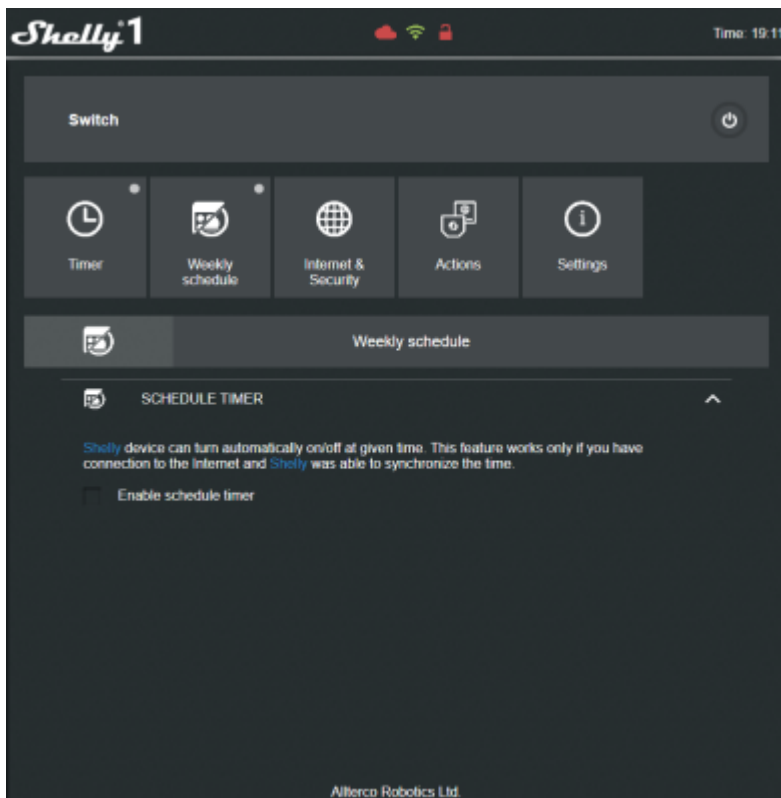 Shelly 1
Time: 19:11
Switch
Timer
Weekly
schedule
Internet &
Security
Actions
Settings
Weekly schedule
SCHEDULE TIMER
Shelly device can turn automatically on/off at given time. This feature works only if you have
connection to the Internet and Shelly was able to synchronize the time.
Enable schedule timer
Allterco Robotics Ltd.